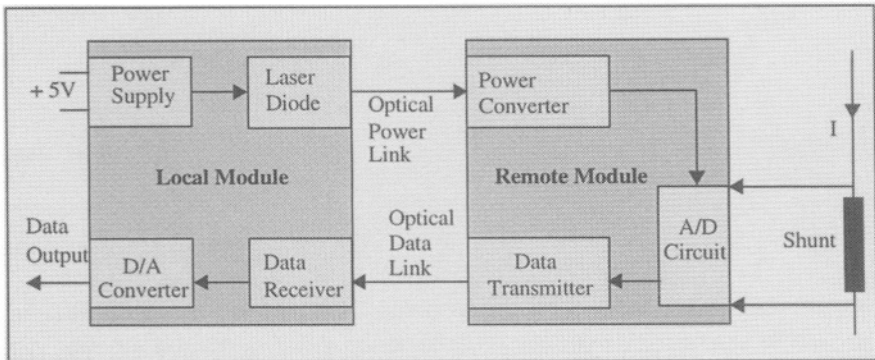 + 5V
Power
Supply
Laser
Diode
Optical
Power
Link
Power
Converter
I
Local Module
Remote Module
Data
Output
D/A
Converter
Data
Receiver
Optical
Data
Link
Data
Transmitter
A/D
Circuit
Shunt